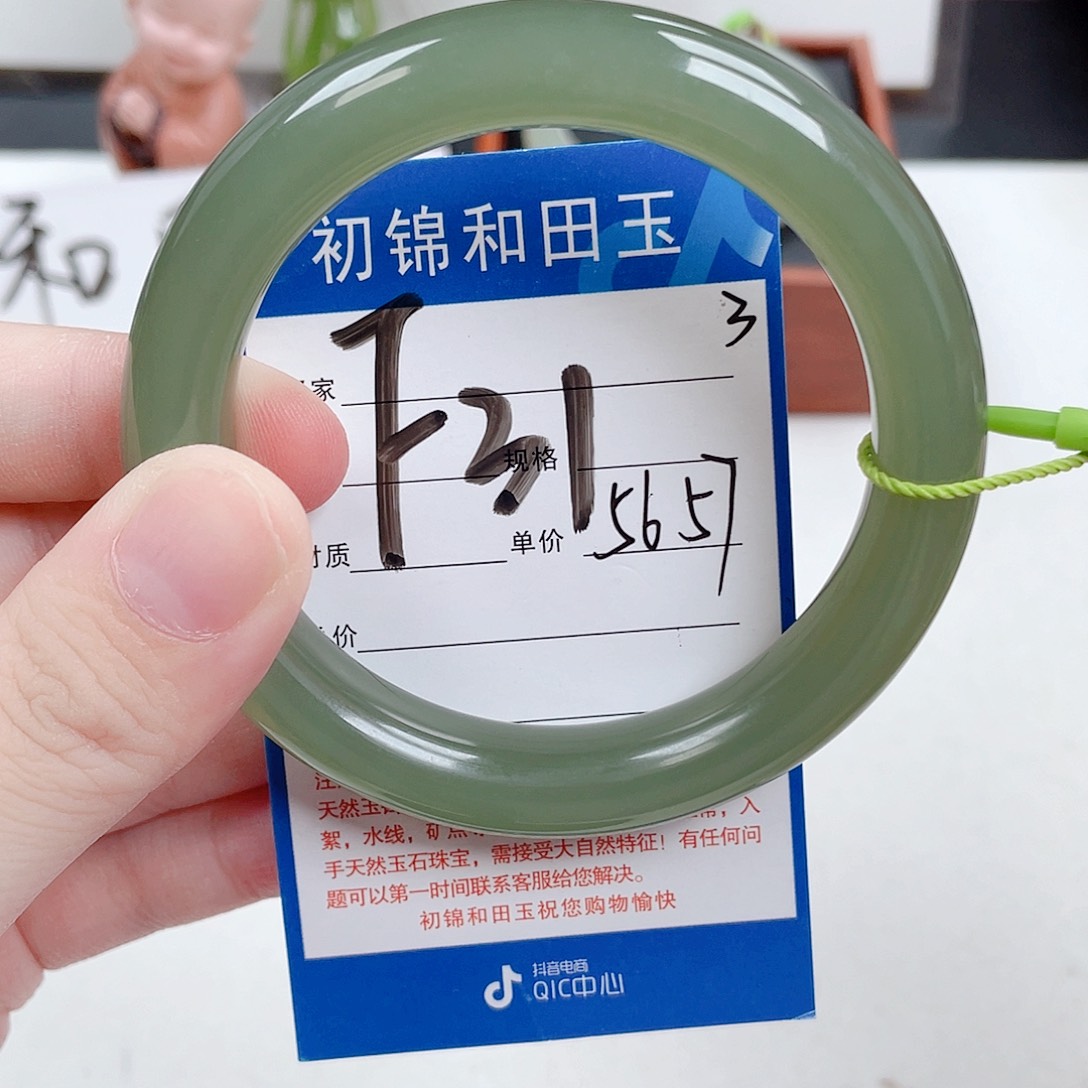 初锦和田玉
3
家
F31
规格
材质
单价
5657
价
天然玉
絮，水线，矿
入
手天然玉石珠宝，需接受大自然特征！有任何问
题可以第一时间联系客服给您解决。
初锦和田玉祝您购物愉快
抖音电商
QIC中心
和